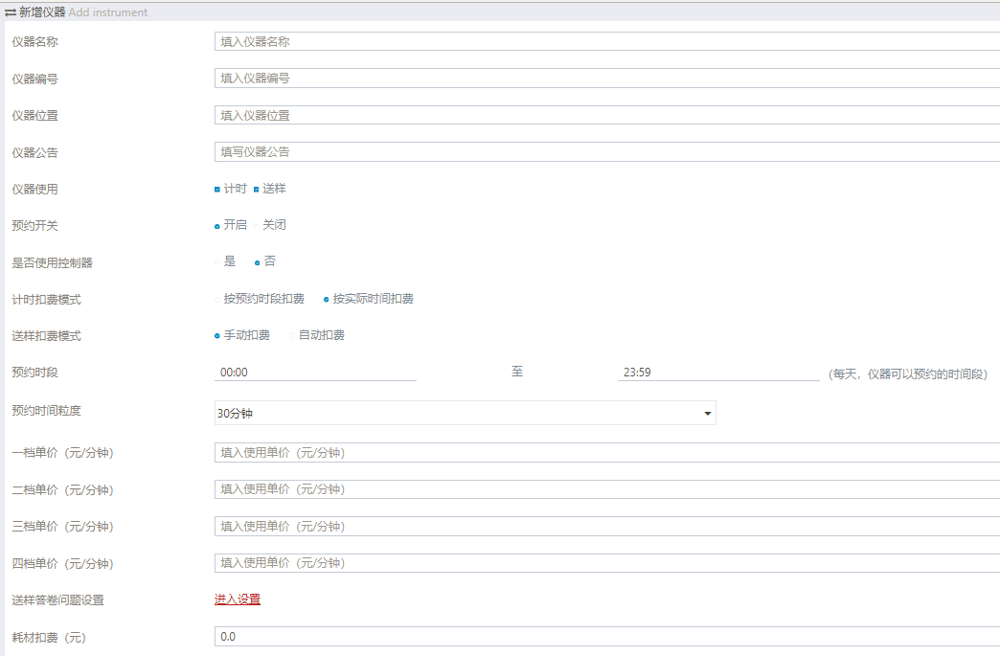 新增仪器 Add instrument
仪器名称 填入仪器名称
仪器编号 填入仪器编号
仪器位置 填入仪器位置
仪器公告 填写仪器公告
仪器使用 计时 送样
预约开关 开启 关闭
是否使用控制器 是 否
计时扣费模式 按预约时段扣费 按实际时间扣费
送样扣费模式 手动扣费 自动扣费
预约时段 00:00 至 23:59 (每天，仪器可以预约的时间段)
预约时间粒度 30分钟
一档单价（元/分钟） 填入使用单价（元/分钟）
二档单价（元/分钟） 填入使用单价（元/分钟）
三档单价（元/分钟） 填入使用单价（元/分钟）
四档单价（元/分钟） 填入使用单价（元/分钟）
送样答卷问题设置 进入设置
耗材扣费（元） 0.0